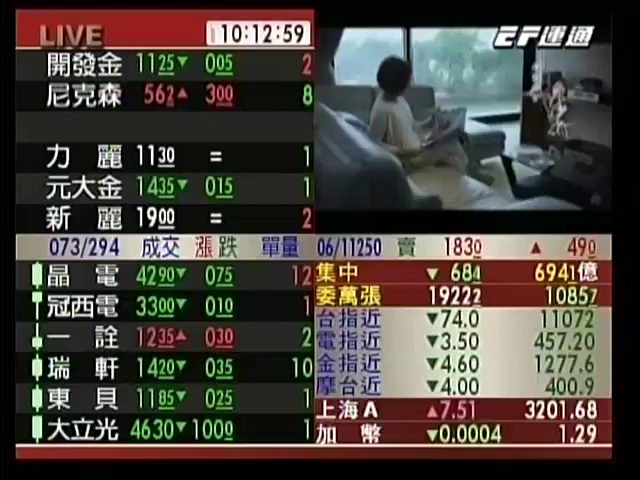 LIVE 10:12:59
EF運通
開發金 1125▼ 005 2
尼克森 562▲ 300 8
力麗 1130 = 1
元大金 1435▼ 015 1
新麗 1900 = 2
073/294 成交 漲跌 單量
晶電 4290▼ 075 12
冠西電 3300▼ 010 1
一詮 1235▲ 030 2
瑞軒 1420▼ 035 10
東貝 1185▼ 025 1
大立光 4630▼ 1000 1
06/11250 賣 1830 ▲ 490
集中 ▼ 684 6941億
委萬張 19222 10857
台指近 ▼74.0 11072
電指近 ▼3.50 457.20
金指近 ▼4.60 1277.6
摩台近 ▼4.00 400.9
上海A ▲7.51 3201.68
加幣 ▼0.0004 1.29